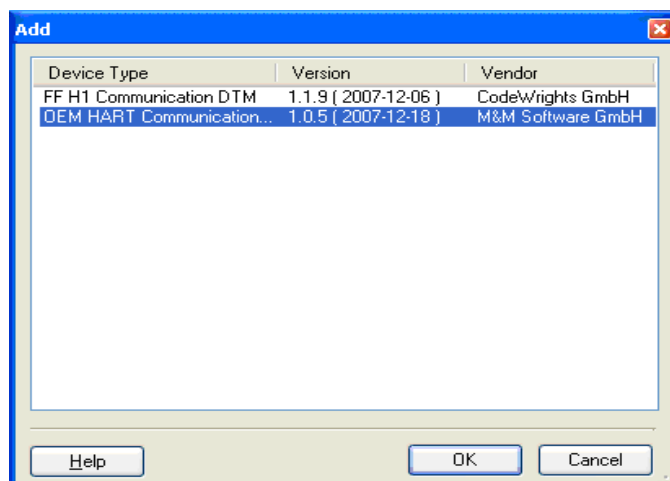 Add
Device Type Version Vendor
FF H1 Communication DTM 1.1.9 ( 2007-12-06 ) CodeWrights GmbH
OEM HART Communication... 1.0.5 ( 2007-12-18 ) M&M Software GmbH
Help OK Cancel